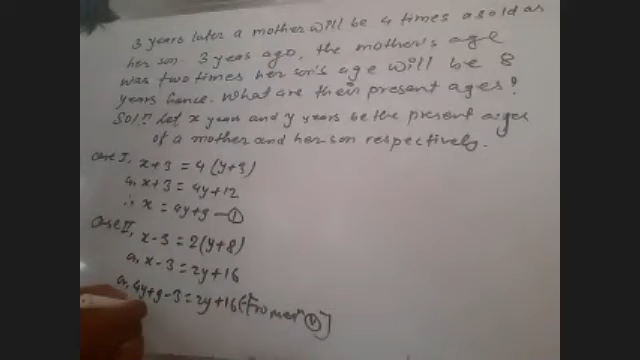 3 years later a mother will be 4 times as old as
her son. 3 years ago, the mother's age
was two times her son's age will be 8
years hence. What are their present ages?
Solⁿ: Let x years and y years be the present ages
of a mother and her son respectively.
Case I, x+3 = 4(y+3)
or, x+3 = 4y+12
∴ x = 4y+9 —①
Case II, x-3 = 2(y+8)
or, x-3 = 2y+16
or, 4y+9-3 = 2y+16 [From eqⁿ ①]